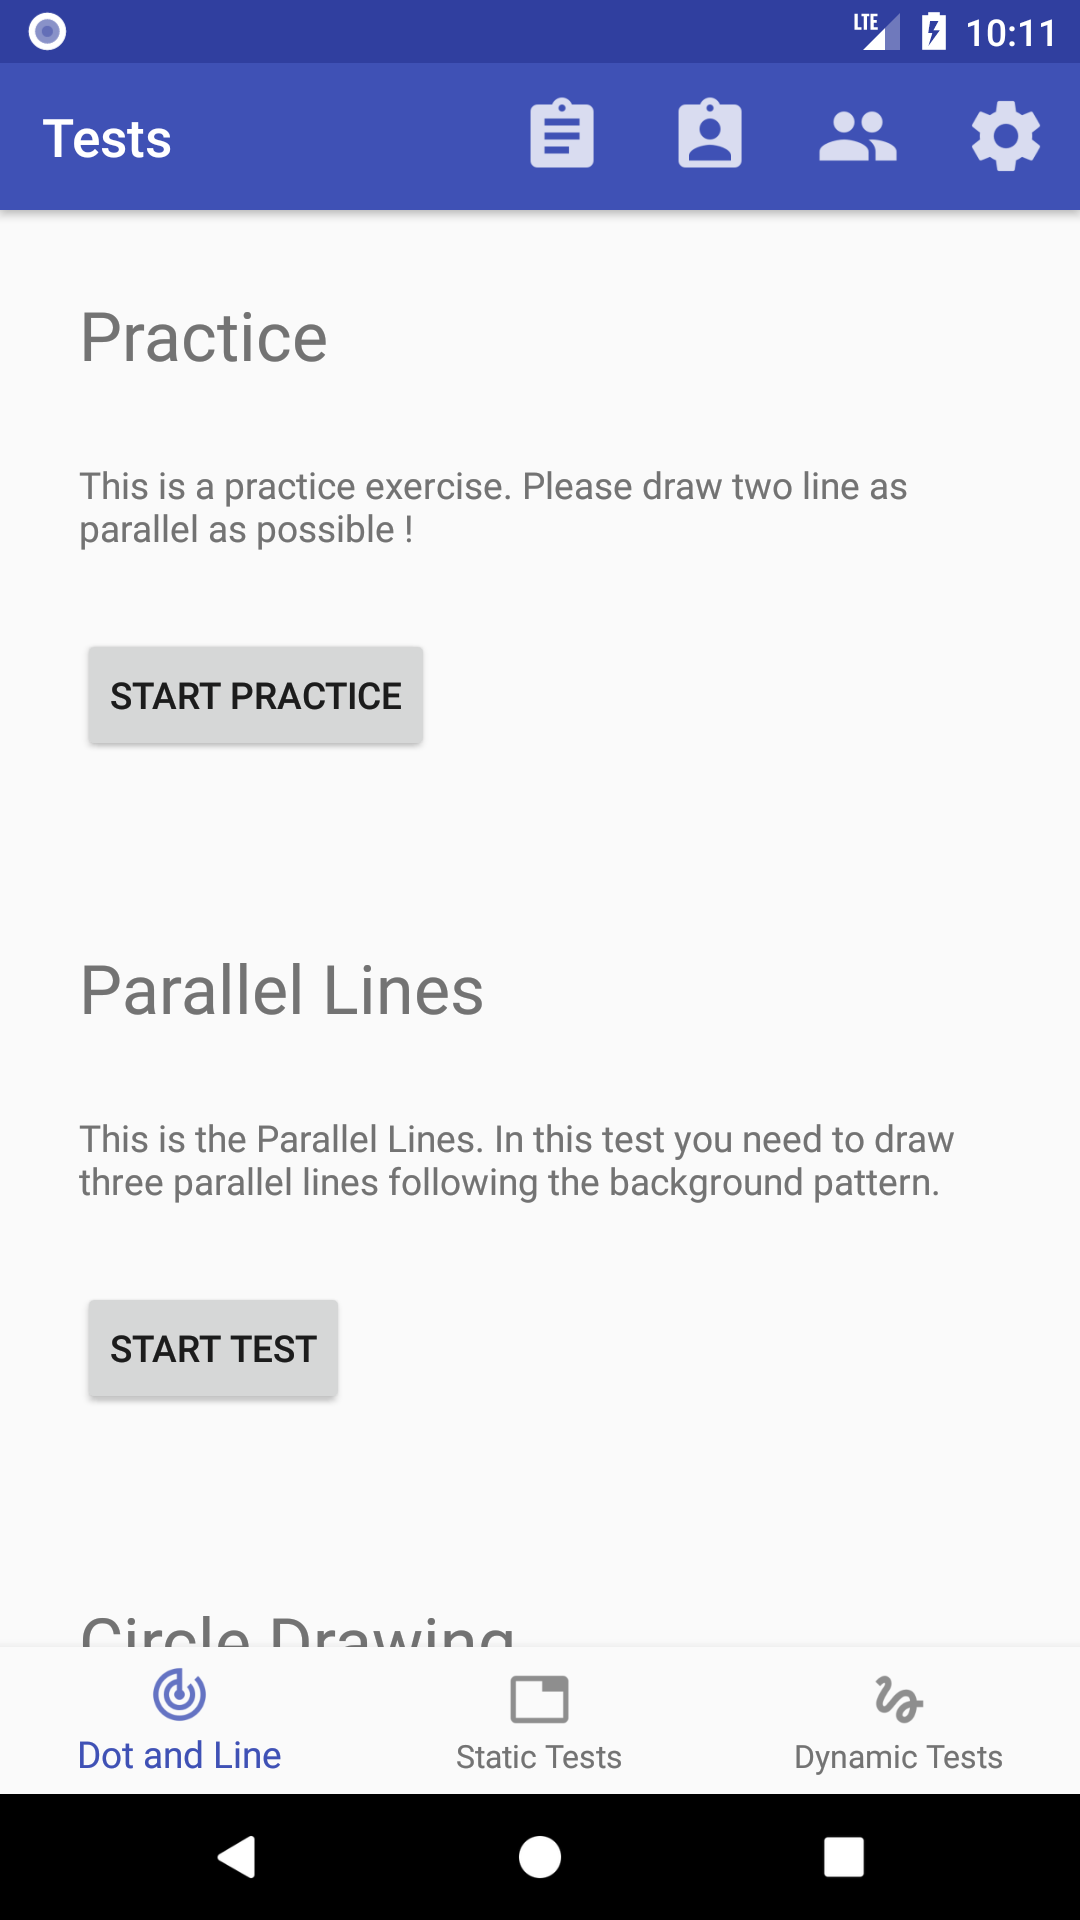 LTE 10:11
Tests
Practice
This is a practice exercise. Please draw two line as
parallel as possible !
START PRACTICE
Parallel Lines
This is the Parallel Lines. In this test you need to draw
three parallel lines following the background pattern.
START TEST
Circle Drawing
Dot and Line
Static Tests
Dynamic Tests